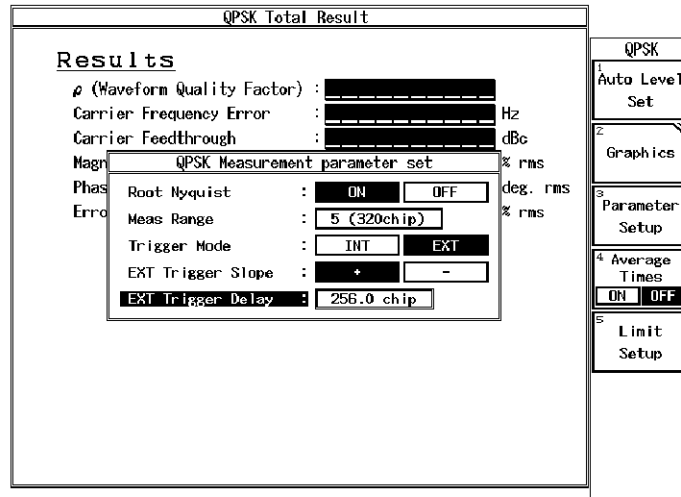 QPSK Total Result
Results
ρ (Waveform Quality Factor) :
Carrier Frequency Error : Hz
Carrier Feedthrough : dBc
Magn % rms
Phas deg. rms
Erro % rms
QPSK Measurement parameter set
Root Nyquist : ON OFF
Meas Range : 5 (320chip)
Trigger Mode : INT EXT
EXT Trigger Slope : + -
EXT Trigger Delay : 256.0 chip
QPSK
1
Auto Level
Set
2
Graphics
3
Parameter
Setup
4 Average
Times
ON OFF
5
Limit
Setup